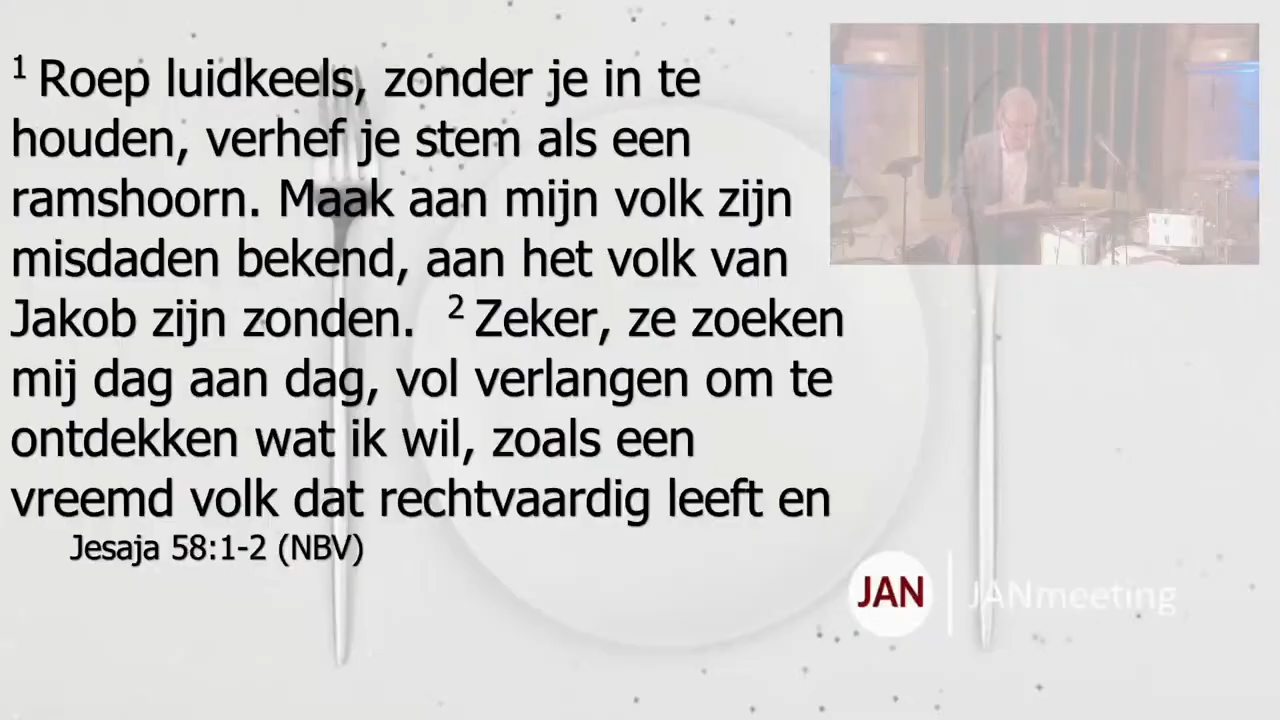 1 Roep luidkeels, zonder je in te
houden, verhef je stem als een
ramshoorn. Maak aan mijn volk zijn
misdaden bekend, aan het volk van
Jakob zijn zonden. 2 Zeker, ze zoeken
mij dag aan dag, vol verlangen om te
ontdekken wat ik wil, zoals een
vreemd volk dat rechtvaardig leeft en
Jesaja 58:1-2 (NBV)
JAN JANmeeting